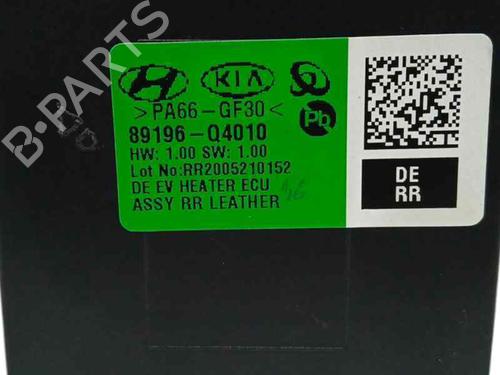 B-PARTS
KIA
>PA66-GF30<
Pb
89196-Q4010
HW: 1.00 SW: 1.00
Lot No:RR2005210152
DE EV HEATER ECU
ASSY RR LEATHER
DE
RR